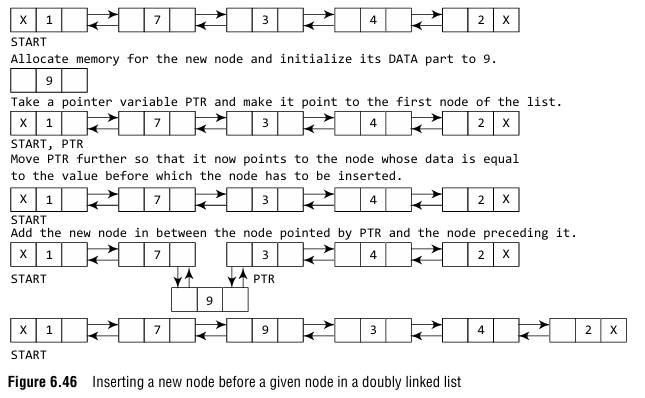 X 1 7 3 4 2 X
START
Allocate memory for the new node and initialize its DATA part to 9.
9
Take a pointer variable PTR and make it point to the first node of the list.
X 1 7 3 4 2 X
START, PTR
Move PTR further so that it now points to the node whose data is equal
to the value before which the node has to be inserted.
X 1 7 3 4 2 X
START
Add the new node in between the node pointed by PTR and the node preceding it.
X 1 7 3 4 2 X
START PTR
9
X 1 7 9 3 4 2 X
START
Figure 6.46 Inserting a new node before a given node in a doubly linked list